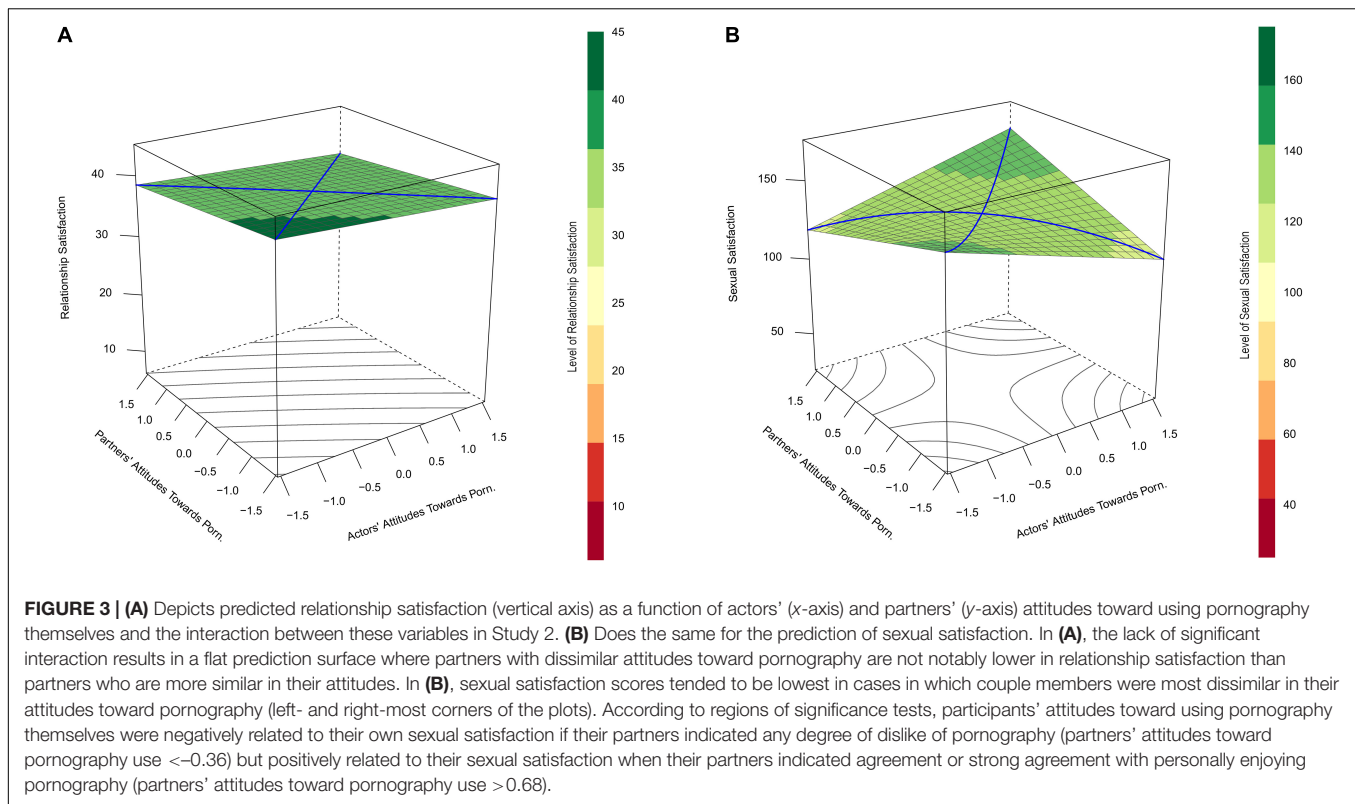 A
B
45
40
35
30
25
20
15
10
Level of Relationship Satisfaction
40
30
20
10
Relationship Satisfaction
1.5
1.0
0.5
0.0
−0.5
−1.0
−1.5
Partners' Attitudes Towards Porn.
−1.5
−1.0
−0.5
0.0
0.5
1.0
1.5
Actors' Attitudes Towards Porn.
160
140
120
100
80
60
40
Level of Sexual Satisfaction
150
100
50
Sexual Satisfaction
1.5
1.0
0.5
0.0
−0.5
−1.0
−1.5
Partners' Attitudes Towards Porn.
−1.5
−1.0
−0.5
0.0
0.5
1.0
1.5
Actors' Attitudes Towards Porn.
FIGURE 3 | (A) Depicts predicted relationship satisfaction (vertical axis) as a function of actors' (x-axis) and partners' (y-axis) attitudes toward using pornography
themselves and the interaction between these variables in Study 2. (B) Does the same for the prediction of sexual satisfaction. In (A), the lack of significant
interaction results in a flat prediction surface where partners with dissimilar attitudes toward pornography are not notably lower in relationship satisfaction than
partners who are more similar in their attitudes. In (B), sexual satisfaction scores tended to be lowest in cases in which couple members were most dissimilar in their
attitudes toward pornography (left- and right-most corners of the plots). According to regions of significance tests, participants' attitudes toward using pornography
themselves were negatively related to their own sexual satisfaction if their partners indicated any degree of dislike of pornography (partners' attitudes toward
pornography use <–0.36) but positively related to their sexual satisfaction when their partners indicated agreement or strong agreement with personally enjoying
pornography (partners' attitudes toward pornography use >0.68).